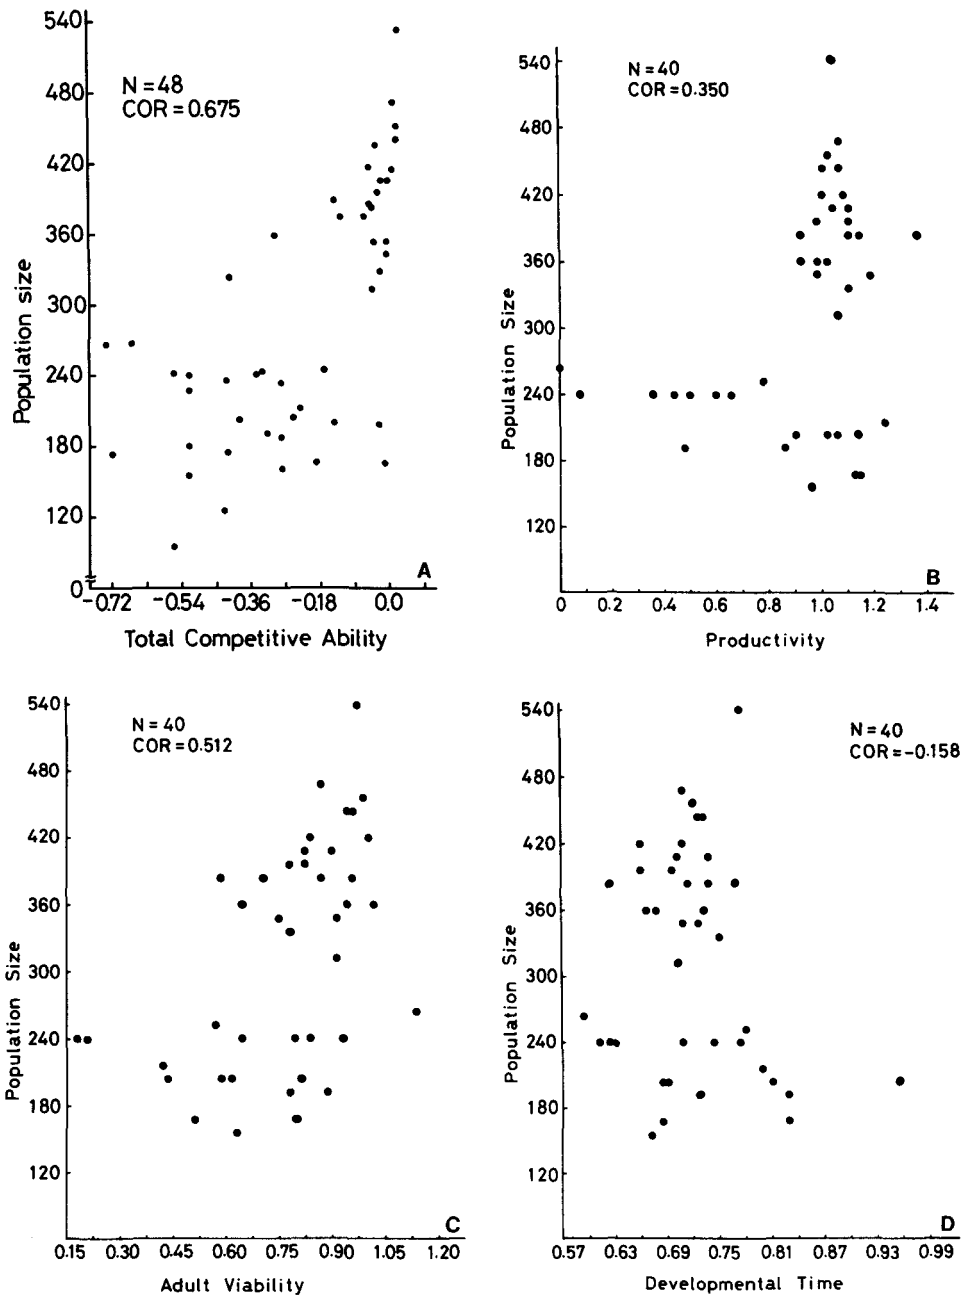 540
480
420
360
300
240
180
120
0
Population size
N=48
COR=0.675
A
-0.72 -0.54 -0.36 -0.18 0.0
Total Competitive Ability
540
480
420
360
300
240
180
120
Population Size
N=40
COR=0.350
B
0 0.2 0.4 0.6 0.8 1.0 1.2 1.4
Productivity
540
480
420
360
300
240
180
120
Population Size
N=40
COR=0.512
C
0.15 0.30 0.45 0.60 0.75 0.90 1.05 1.20
Adult Viability
540
480
420
360
300
240
180
120
Population Size
N=40
COR=-0.158
D
0.57 0.63 0.69 0.75 0.81 0.87 0.93 0.99
Developmental Time